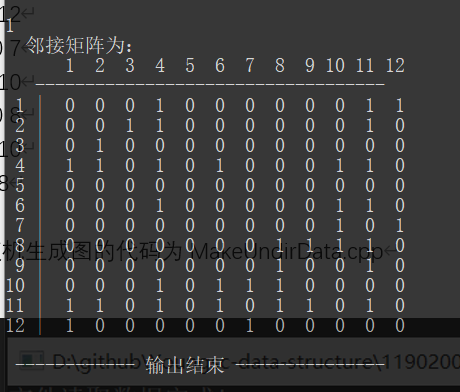 12
1
邻接矩阵为:
1 2 3 4 5 6 7 8 9 10 11 12
------------------------------------
1 | 0 0 0 1 0 0 0 0 0 0 1 1
2 | 0 0 1 1 0 0 0 0 0 0 1 0
3 | 0 1 0 0 0 0 0 0 0 0 0 0
4 | 1 1 0 1 0 1 0 0 0 1 1 0
5 | 0 0 0 0 0 0 0 0 0 0 0 0
6 | 0 0 0 1 0 0 0 0 0 1 1 0
7 | 0 0 0 0 0 0 0 0 0 1 0 1
8 | 0 0 0 0 0 0 0 1 1 1 1 0
机生成图的代码为 MakeUndirData.cpp
9 | 0 0 0 0 0 0 0 1 0 0 1 0
10 | 0 0 0 1 0 1 1 1 0 0 0 0
11 | 1 1 0 1 0 1 0 1 1 0 1 0
12 | 1 0 0 0 0 0 1 0 0 0 0 0
输出结束
D:\github
c-data-structure\1190200